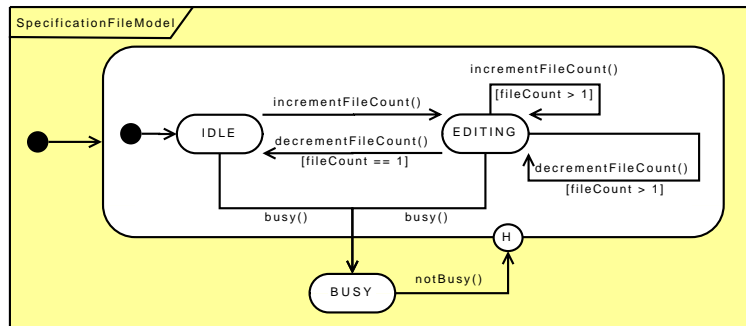 SpecificationFileModel
incrementFileCount()
[fileCount > 1]
incrementFileCount()
IDLE
EDITING
decrementFileCount()
[fileCount == 1]
decrementFileCount()
[fileCount > 1]
busy()
busy()
H
notBusy()
BUSY